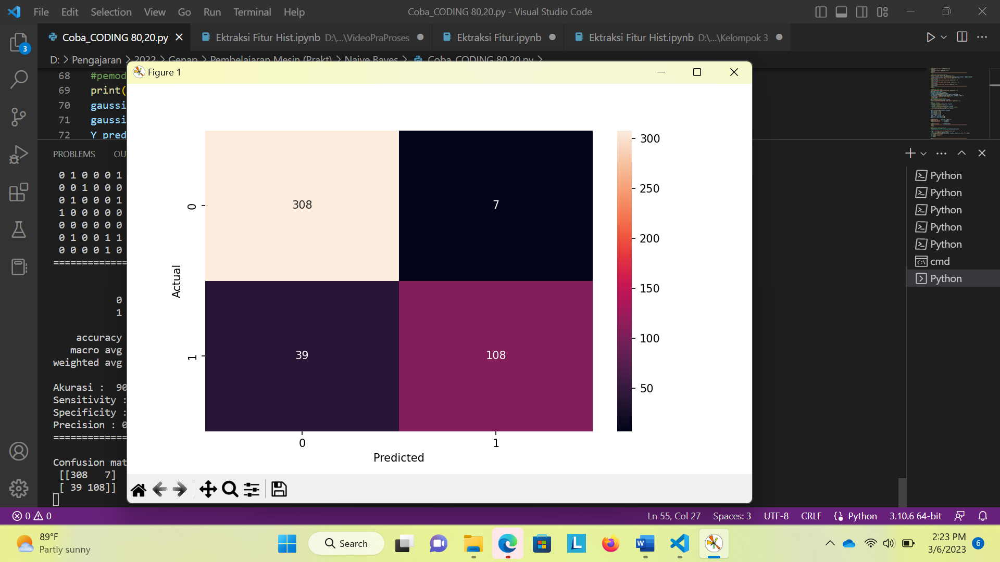 File Edit Selection View Go Run Terminal Help Coba_CODING 80,20.py - Visual Studio Code
Coba_CODING 80,20.py Ektraksi Fitur Hist.ipynb D:\...\VideoPraProses Ektraksi Fitur.ipynb Ektraksi Fitur Hist.ipynb D:\...\Kelompok 3
3
D: > Pengajaran > 2022 > Genap > Pembelajaran Mesin (Prakt) > Naive Bayes > Coba_CODING 80,20.py >
Figure 1
68 #pemod
69 print(
70 gaussi
71 gaussi
72 Y_pred
PROBLEMS OU
0 1 0 0 0 1
0 0 1 0 0 0
0 1 0 0 0 1
1 0 0 0 0 0
0 0 0 0 0 0
0 1 0 0 1 1
0 0 0 0 1 0
============
0
1
accuracy
macro avg
weighted avg
Akurasi : 90
Sensitivity :
Specificity :
Precision : 0
============
Confusion mat
[[308 7]
[ 39 108]]
308 7
39 108
0
1
Actual
0 1
Predicted
300
250
200
150
100
50
Python
Python
Python
Python
Python
cmd
Python
0 0 Ln 55, Col 27 Spaces: 3 UTF-8 CRLF Python 3.10.6 64-bit
89°F
Partly sunny
Search
2:23 PM
3/6/2023
6